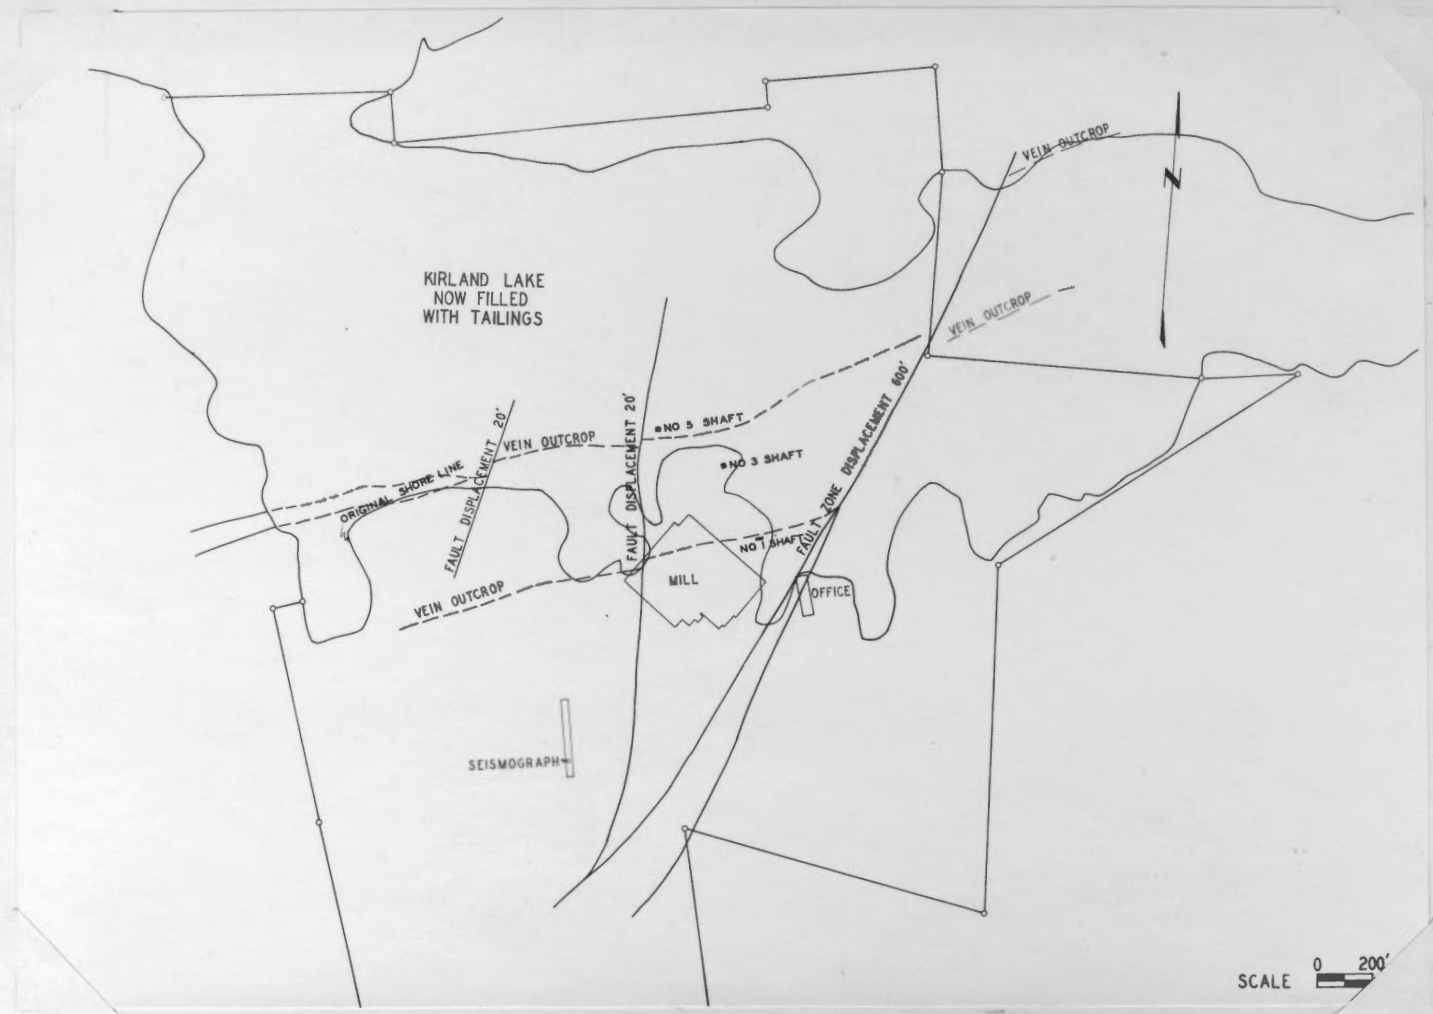 VEIN OUTCROP
N
KIRLAND LAKE
NOW FILLED
WITH TAILINGS
VEIN OUTCROP
FAULT ZONE DISPLACEMENT 600'
FAULT DISPLACEMENT 20'
FAULT DISPLACEMENT 20'
NO 5 SHAFT
VEIN OUTCROP
NO 3 SHAFT
ORIGINAL SHORE LINE
NO 1 SHAFT
MILL
OFFICE
VEIN OUTCROP
SEISMOGRAPH
0 200'
SCALE